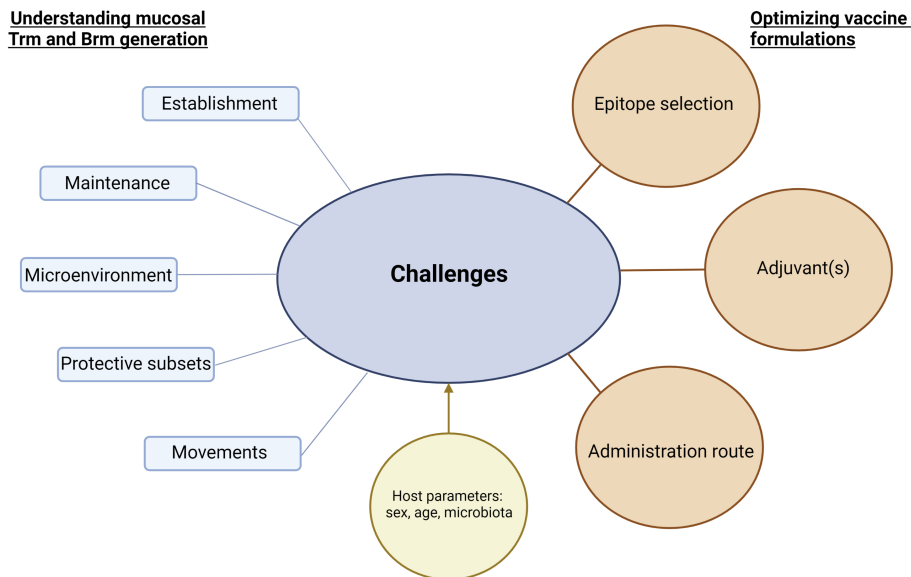 Understanding mucosal
Trm and Brm generation
Optimizing vaccine
formulations
Establishment
Maintenance
Microenvironment
Protective subsets
Movements
Challenges
Epitope selection
Adjuvant(s)
Administration route
Host parameters:
sex, age, microbiota